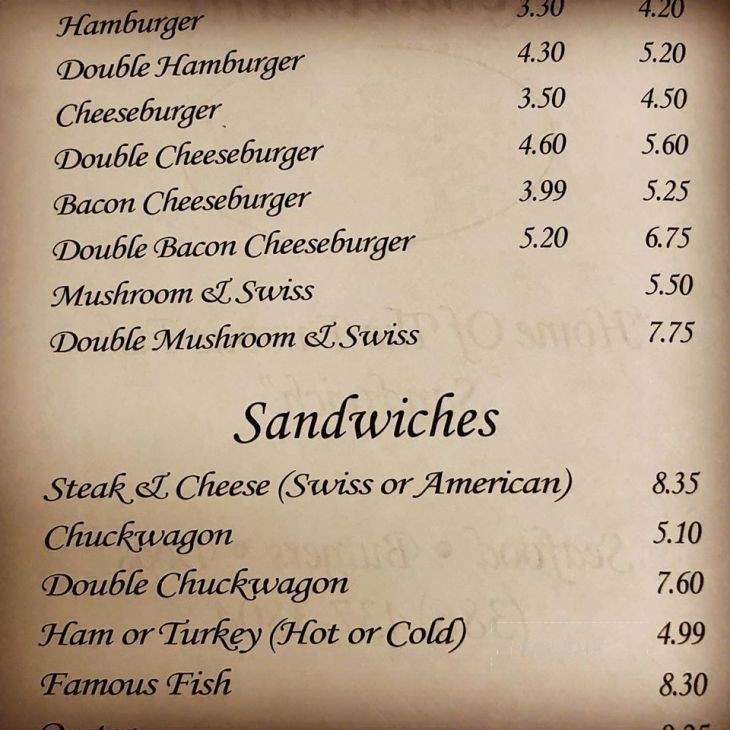 Hamburger 3.30 4.20
Double Hamburger 4.30 5.20
Cheeseburger 3.50 4.50
Double Cheeseburger 4.60 5.60
Bacon Cheeseburger 3.99 5.25
Double Bacon Cheeseburger 5.20 6.75
Mushroom & Swiss 5.50
Double Mushroom & Swiss 7.75
Sandwiches
Steak & Cheese (Swiss or American) 8.35
Chuckwagon 5.10
Double Chuckwagon 7.60
Ham or Turkey (Hot or Cold) 4.99
Famous Fish 8.30